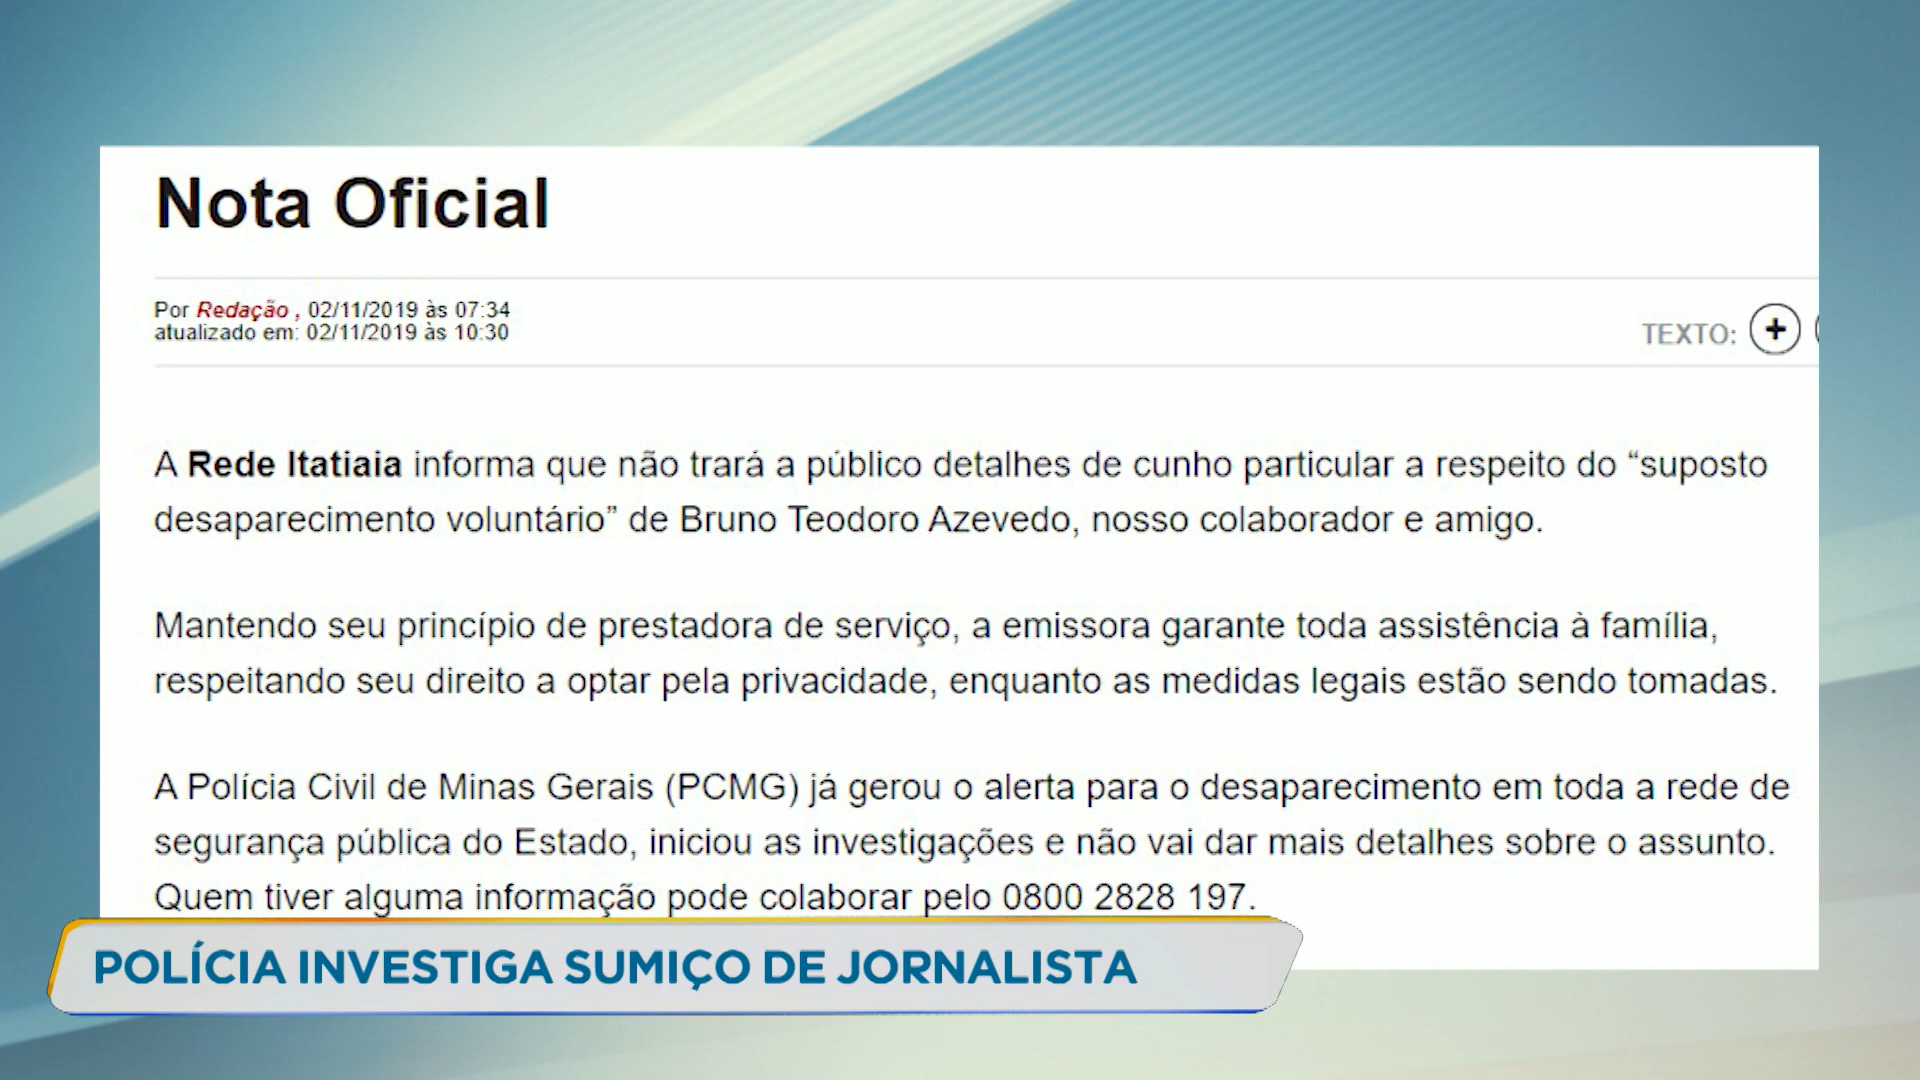 Nota Oficial
Por Redação , 02/11/2019 às 07:34
atualizado em: 02/11/2019 às 10:30
TEXTO: +
A Rede Itatiaia informa que não trará a público detalhes de cunho particular a respeito do “suposto
desaparecimento voluntário” de Bruno Teodoro Azevedo, nosso colaborador e amigo.
Mantendo seu princípio de prestadora de serviço, a emissora garante toda assistência à família,
respeitando seu direito a optar pela privacidade, enquanto as medidas legais estão sendo tomadas.
A Polícia Civil de Minas Gerais (PCMG) já gerou o alerta para o desaparecimento em toda a rede de
segurança pública do Estado, iniciou as investigações e não vai dar mais detalhes sobre o assunto.
Quem tiver alguma informação pode colaborar pelo 0800 2828 197.
POLÍCIA INVESTIGA SUMIÇO DE JORNALISTA